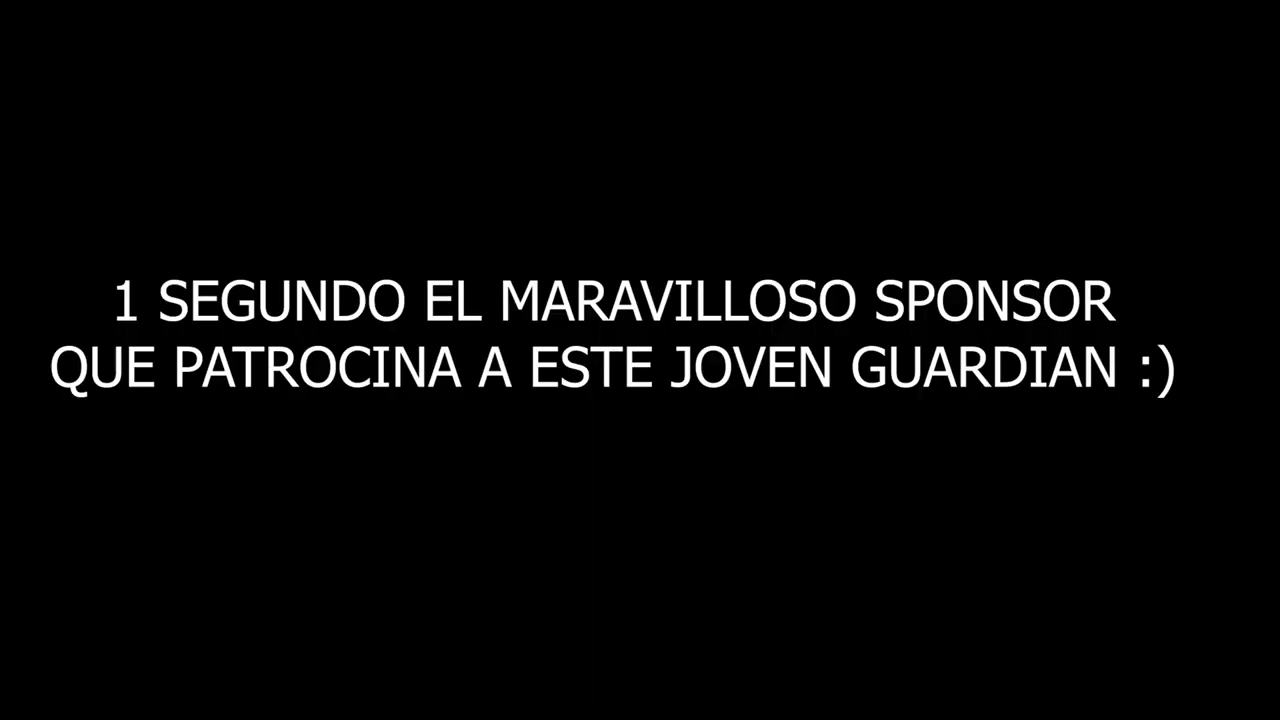 1 SEGUNDO EL MARAVILLOSO SPONSOR
QUE PATROCINA A ESTE JOVEN GUARDIAN :)